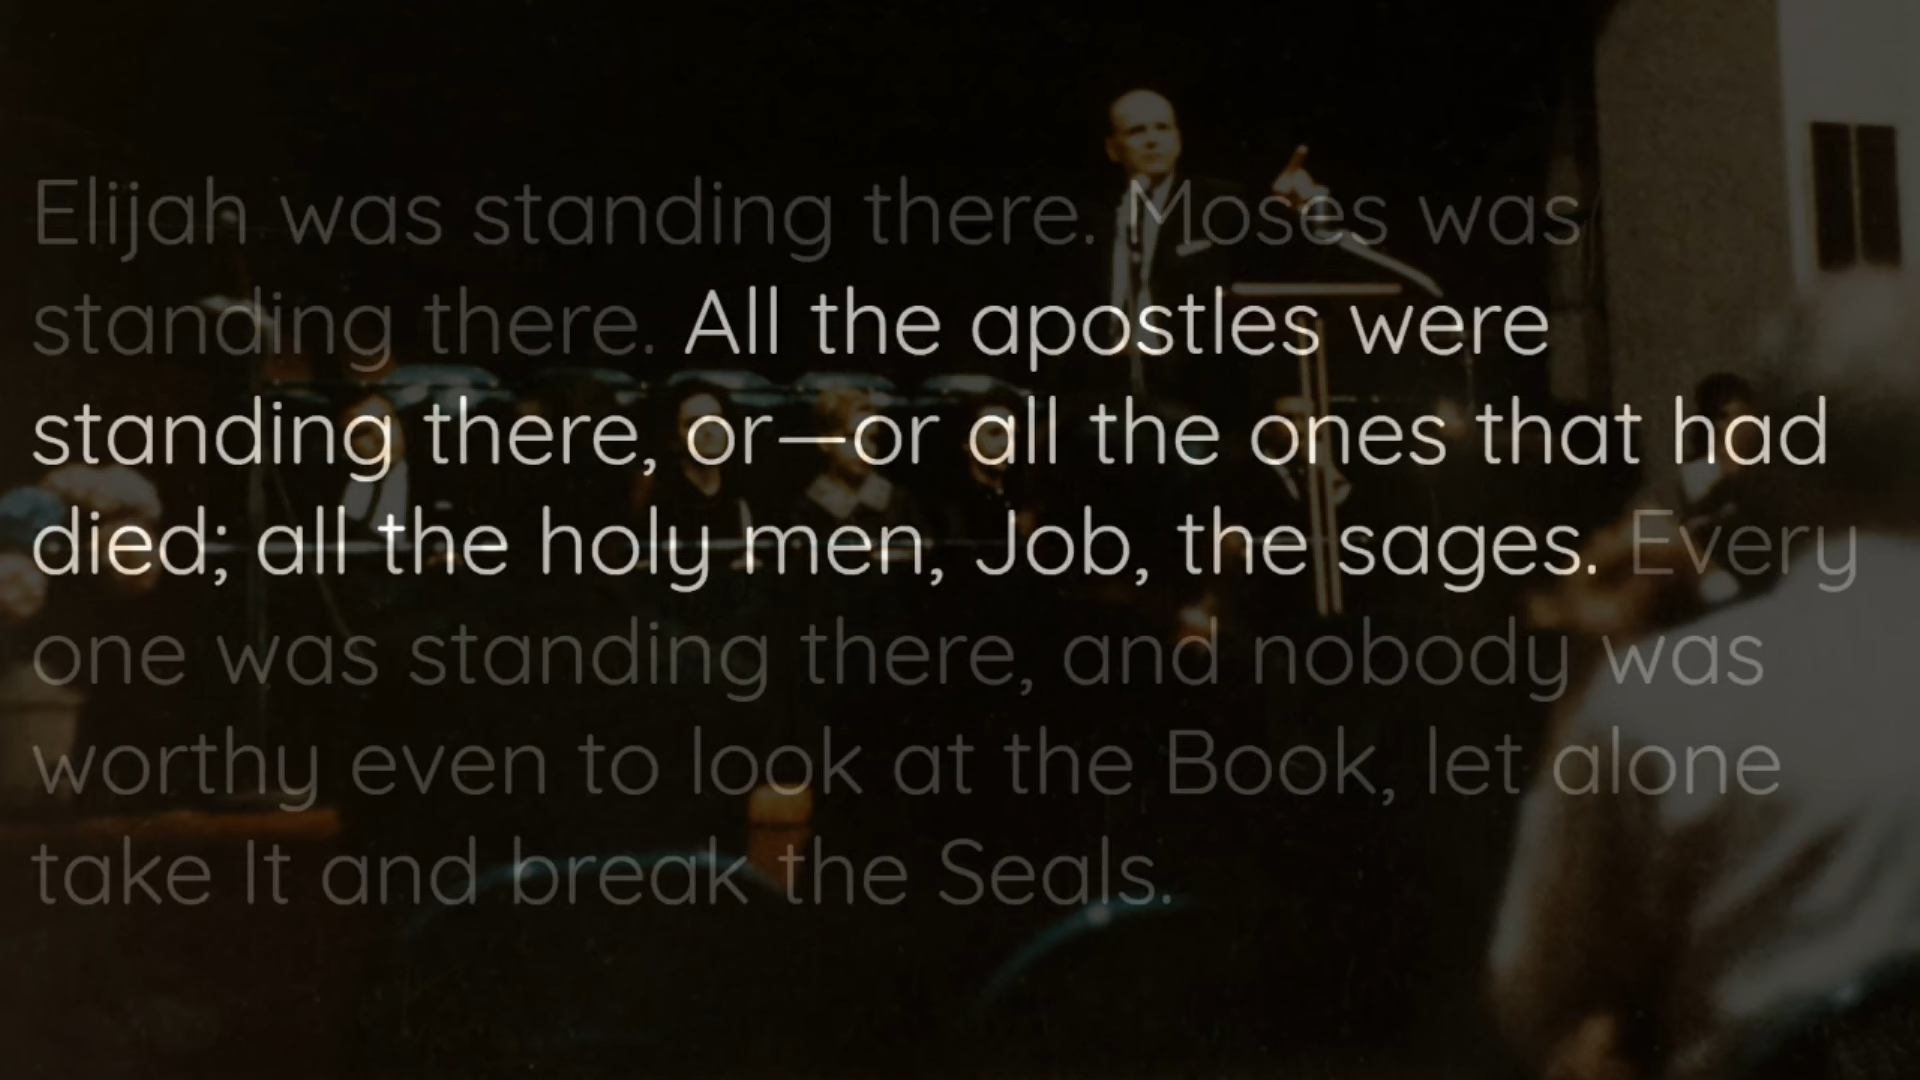 Elijah was standing there. Moses was
standing there. All the apostles were
standing there, or—or all the ones that had
died; all the holy men, Job, the sages. Every
one was standing there, and nobody was
worthy even to look at the Book, let alone
take It and break the Seals.